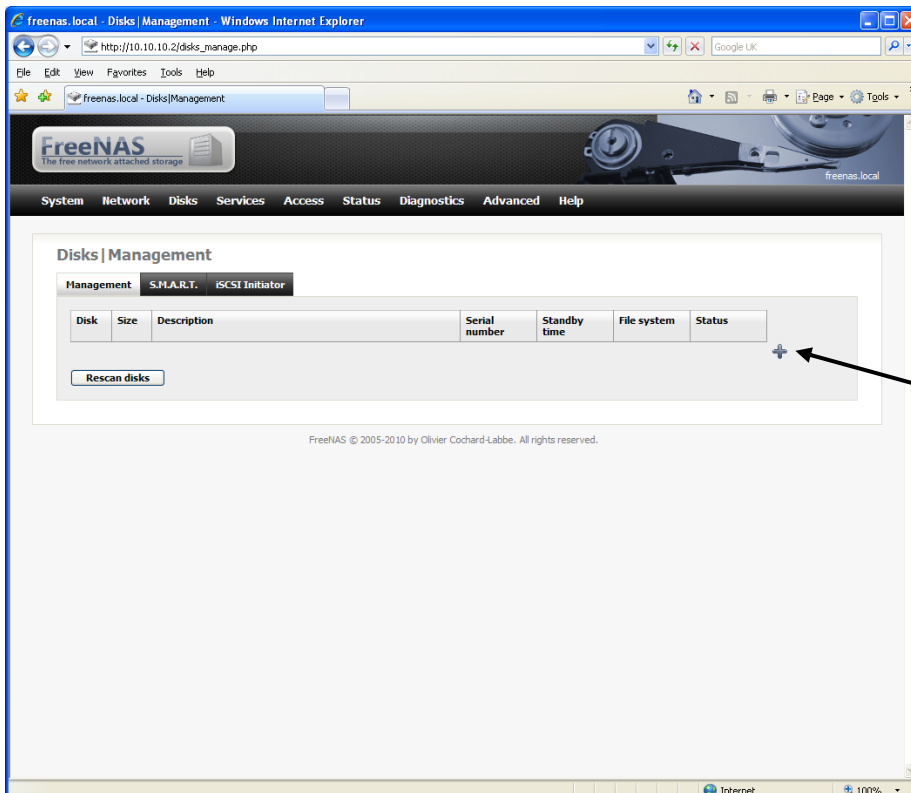 freenas.local - Disks|Management - Windows Internet Explorer
http://10.10.10.2/disks_manage.php
Google UK
File Edit View Favorites Tools Help
freenas.local - Disks|Management
Page Tools
FreeNAS
The free network attached storage
freenas.local
System Network Disks Services Access Status Diagnostics Advanced Help
Disks|Management
Management S.M.A.R.T. iSCSI Initiator
Disk Size Description Serial number Standby time File system Status
Rescan disks
FreeNAS © 2005-2010 by Olivier Cochard-Labbe. All rights reserved.
Internet 100%